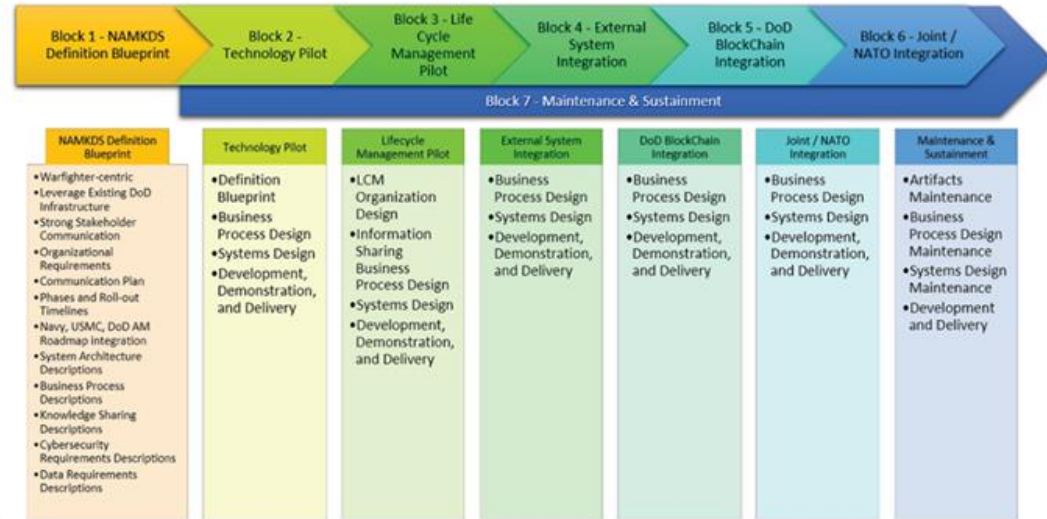 Block 1 - NAMKDS
Definition Blueprint
Block 2 -
Technology Pilot
Block 3 - Life
Cycle
Management
Pilot
Block 4 - External
System
Integration
Block 5 - DoD
BlockChain
Integration
Block 6 - Joint /
NATO Integration
Block 7 - Maintenance & Sustainment
NAMKDS Definition
Blueprint
•Warfighter-centric
•Leverage Existing DoD
Infrastructure
•Strong Stakeholder
Communication
•Organizational
Requirements
•Communication Plan
•Phases and Roll-out
Timelines
•Navy, USMC, DoD AM
Roadmap Integration
•System Architecture
Descriptions
•Business Process
Descriptions
•Knowledge Sharing
Descriptions
•Cybersecurity
Requirements Descriptions
•Data Requirements
Descriptions
Technology Pilot
•Definition
Blueprint
•Business
Process Design
•Systems Design
•Development,
Demonstration,
and Delivery
Lifecycle
Management Pilot
•LCM
Organization
Design
•Information
Sharing
Business
Process Design
•Systems Design
•Development,
Demonstration,
and Delivery
External System
Integration
•Business
Process Design
•Systems Design
•Development,
Demonstration,
and Delivery
DoD BlockChain
Integration
•Business
Process Design
•Systems Design
•Development,
Demonstration,
and Delivery
Joint / NATO
Integration
•Business
Process Design
•Systems Design
•Development,
Demonstration,
and Delivery
Maintenance &
Sustainment
•Artifacts
Maintenance
•Business
Process Design
Maintenance
•Systems Design
Maintenance
•Development
and Delivery